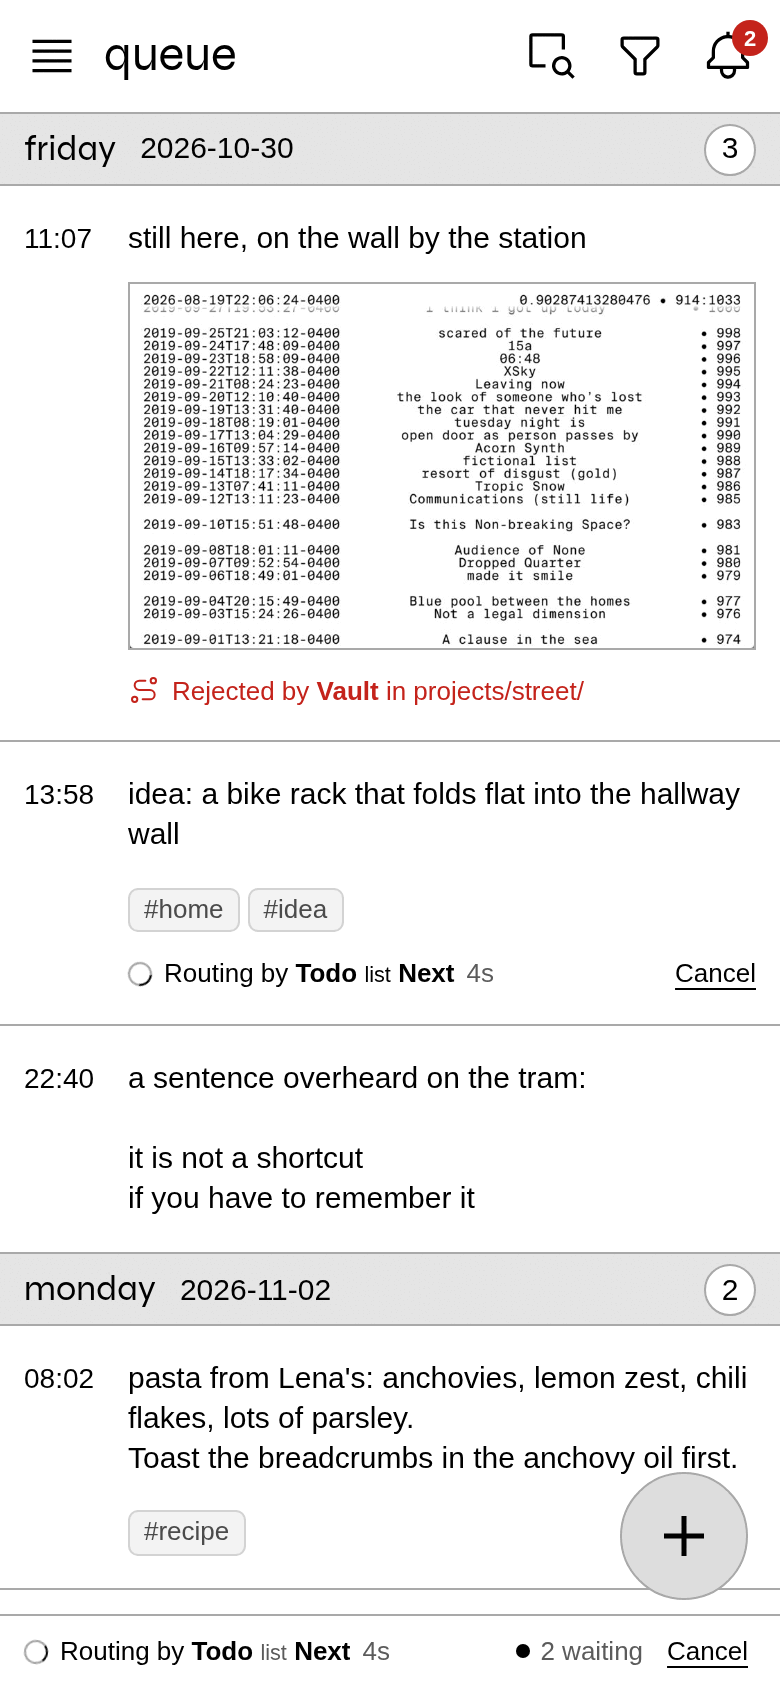 queue
2
friday 2026-10-30 3
11:07 still here, on the wall by the station
2026-08-19T22:06:24-0400 0.90287413280476 • 914:1033
2019-09-25T21:03:12-0400 scared of the future • 998
2019-09-24T17:48:09-0400 15a • 997
2019-09-23T18:58:09-0400 06:48 • 996
2019-09-22T12:11:38-0400 XSky • 995
2019-09-21T08:24:23-0400 Leaving now • 994
2019-09-20T12:10:40-0400 the look of someone who's lost • 993
2019-09-19T13:31:40-0400 the car that never hit me • 992
2019-09-18T08:19:01-0400 tuesday night is • 991
2019-09-17T13:04:29-0400 open door as person passes by • 990
2019-09-16T09:57:14-0400 Acorn Synth • 989
2019-09-15T13:33:02-0400 fictional list • 988
2019-09-14T18:17:34-0400 resort of disgust (gold) • 987
2019-09-13T07:41:11-0400 Tropic Snow • 986
2019-09-12T13:11:23-0400 Communications (still life) • 985
2019-09-10T15:51:48-0400 Is this Non-breaking Space? • 983
2019-09-08T18:01:11-0400 Audience of None • 981
2019-09-07T09:52:54-0400 Dropped Quarter • 980
2019-09-06T18:49:01-0400 made it smile • 979
2019-09-04T20:15:49-0400 Blue pool between the homes • 977
2019-09-03T15:24:26-0400 Not a legal dimension • 976
2019-09-01T13:21:18-0400 A clause in the sea • 974
Rejected by Vault in projects/street/
13:58 idea: a bike rack that folds flat into the hallway
wall
#home #idea
Routing by Todo list Next 4s Cancel
22:40 a sentence overheard on the tram:
it is not a shortcut
if you have to remember it
monday 2026-11-02 2
08:02 pasta from Lena's: anchovies, lemon zest, chili
flakes, lots of parsley.
Toast the breadcrumbs in the anchovy oil first.
#recipe
Routing by Todo list Next 4s • 2 waiting Cancel